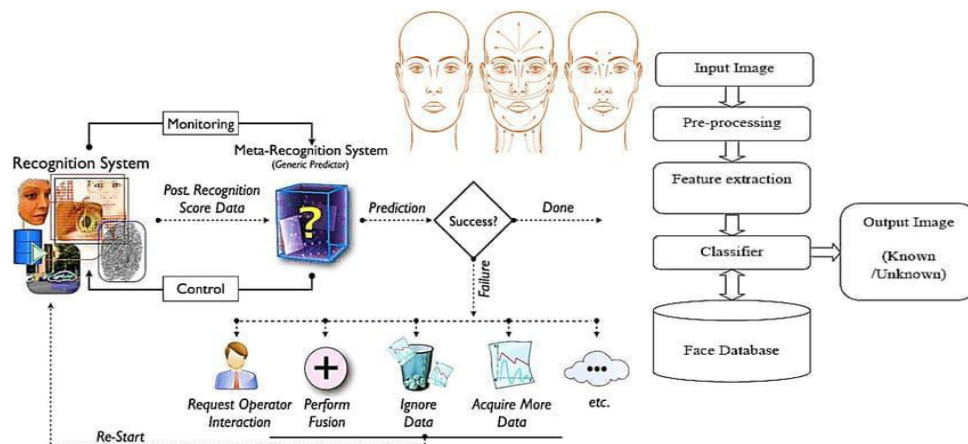 Monitoring
Recognition System
Meta-Recognition System
(Generic Predictor)
Post. Recognition
Score Data
Prediction
Success?
Done
Control
Failure
Request Operator
Interaction
Perform
Fusion
Ignore
Data
Acquire More
Data
etc.
Re-Start
Input Image
Pre-processing
Feature extraction
Classifier
Output Image
(Known
/Unknown)
Face Database